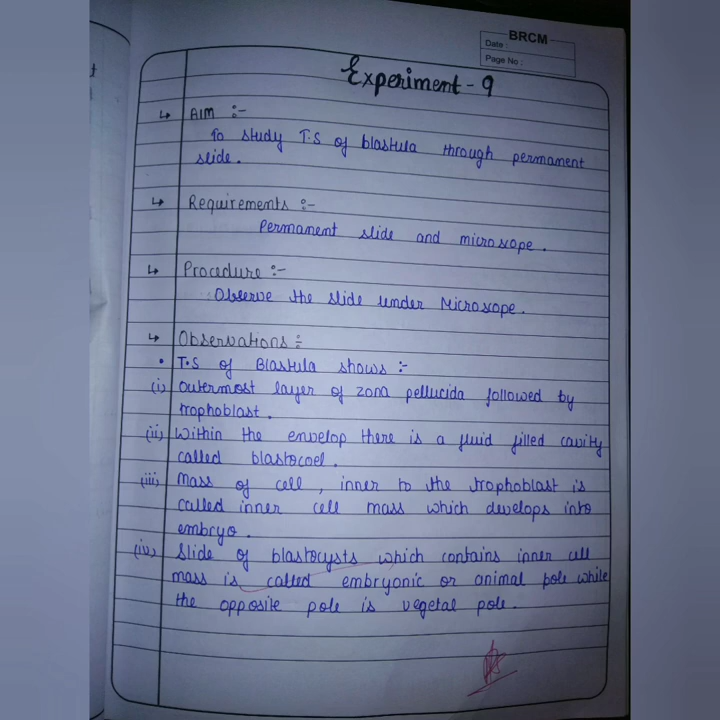 BRCM
Date :
Page No :
Experiment - 9
↳ AIM :-
To study T.S of blastula through permanent
slide.
↳ Requirements :-
Permanent slide and microscope.
↳ Procedure :-
Observe the slide under Microscope.
↳ Observations :-
• T.S of Blastula shows :-
(i) Outermost layer of zona pellucida followed by
trophoblast.
(ii) Within the envelop there is a fluid filled cavity
called blastocoel.
(iii) Mass of cell, inner to the trophoblast is
called inner cell mass which develops into
embryo.
(iv) Slide of blastocysts which contains inner cell
mass is called embryonic or animal pole while
the opposite pole is vegetal pole.